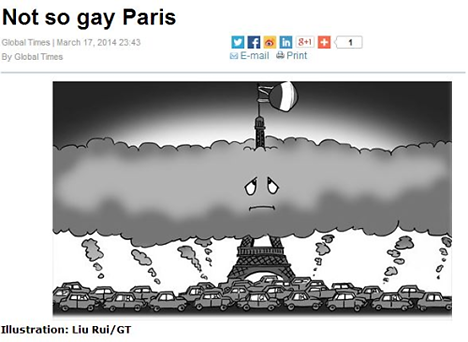 Not so gay Paris
Global Times | March 17, 2014 23:43
By Global Times
g+1
1
E-mail Print
Illustration: Liu Rui/GT